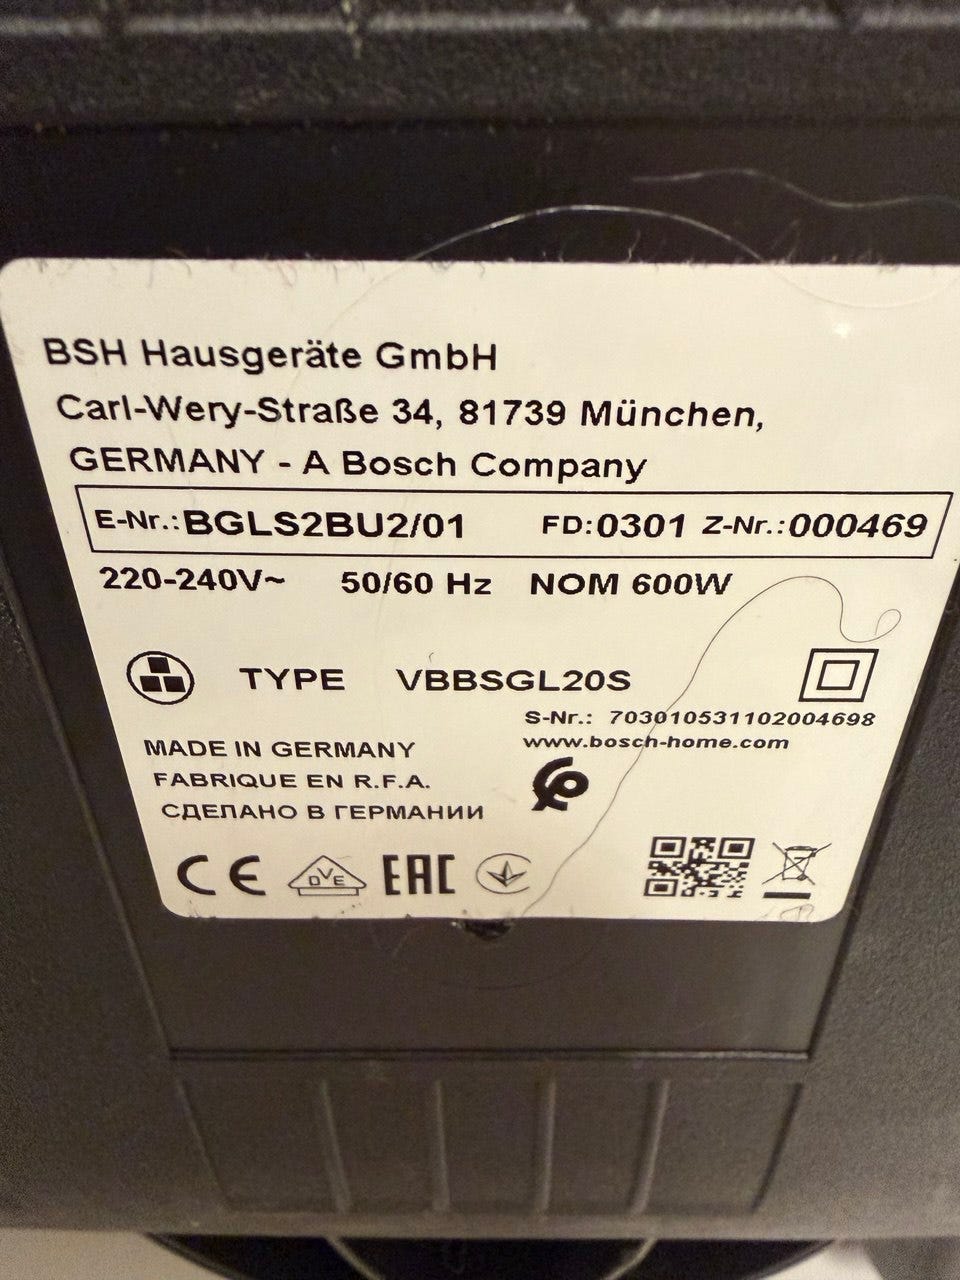 BSH Hausgeräte GmbH
Carl-Wery-Straße 34, 81739 München,
GERMANY - A Bosch Company
E-Nr.:BGLS2BU2/01 FD:0301 Z-Nr.:000469
220-240V~ 50/60 Hz NOM 600W
TYPE VBBSGL20S
S-Nr.: 703010531102004698
www.bosch-home.com
MADE IN GERMANY
FABRIQUE EN R.F.A.
СДЕЛАНО В ГЕРМАНИИ
CE DVE EAC